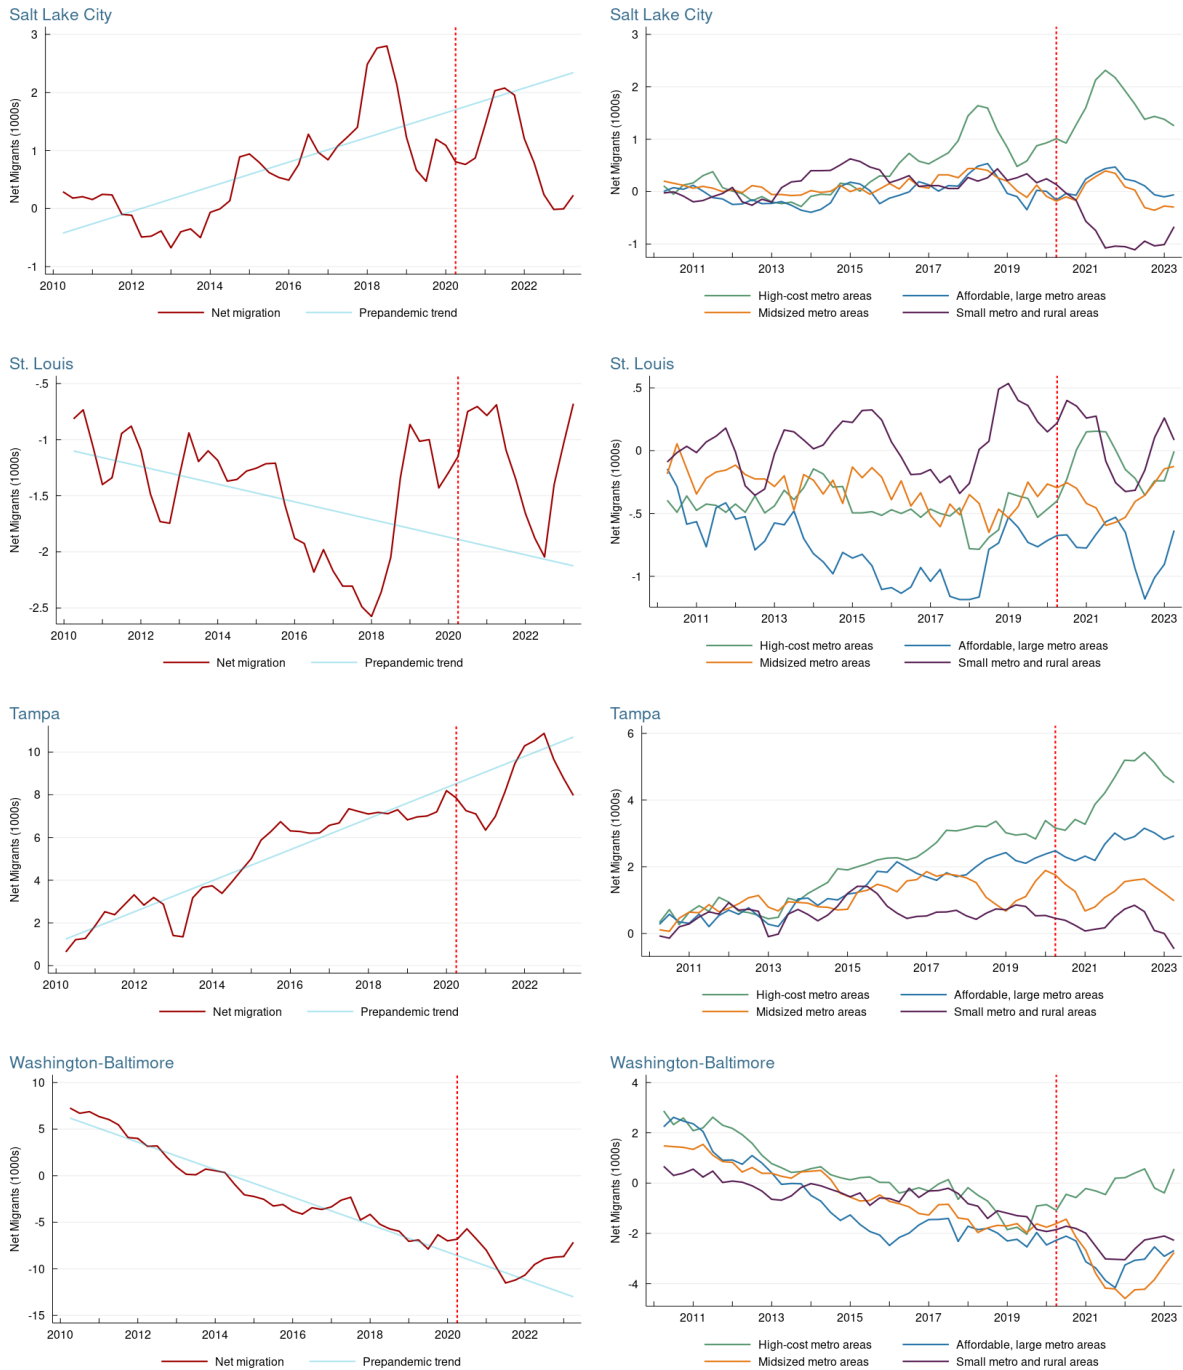 Salt Lake City
Net Migrants (1000s)
3
2
1
0
-1
2010 2012 2014 2016 2018 2020 2022
Net migration Prepandemic trend
Salt Lake City
Net Migrants (1000s)
3
2
1
0
-1
2011 2013 2015 2017 2019 2021 2023
High-cost metro areas Affordable, large metro areas
Midsized metro areas Small metro and rural areas
St. Louis
Net Migrants (1000s)
-.5
-1
-1.5
-2
-2.5
2010 2012 2014 2016 2018 2020 2022
Net migration Prepandemic trend
St. Louis
Net Migrants (1000s)
.5
0
-.5
-1
2011 2013 2015 2017 2019 2021 2023
High-cost metro areas Affordable, large metro areas
Midsized metro areas Small metro and rural areas
Tampa
Net Migrants (1000s)
10
8
6
4
2
0
2010 2012 2014 2016 2018 2020 2022
Net migration Prepandemic trend
Tampa
Net Migrants (1000s)
6
4
2
0
2011 2013 2015 2017 2019 2021 2023
High-cost metro areas Affordable, large metro areas
Midsized metro areas Small metro and rural areas
Washington-Baltimore
Net Migrants (1000s)
10
5
0
-5
-10
-15
2010 2012 2014 2016 2018 2020 2022
Net migration Prepandemic trend
Washington-Baltimore
Net Migrants (1000s)
4
2
0
-2
-4
2011 2013 2015 2017 2019 2021 2023
High-cost metro areas Affordable, large metro areas
Midsized metro areas Small metro and rural areas